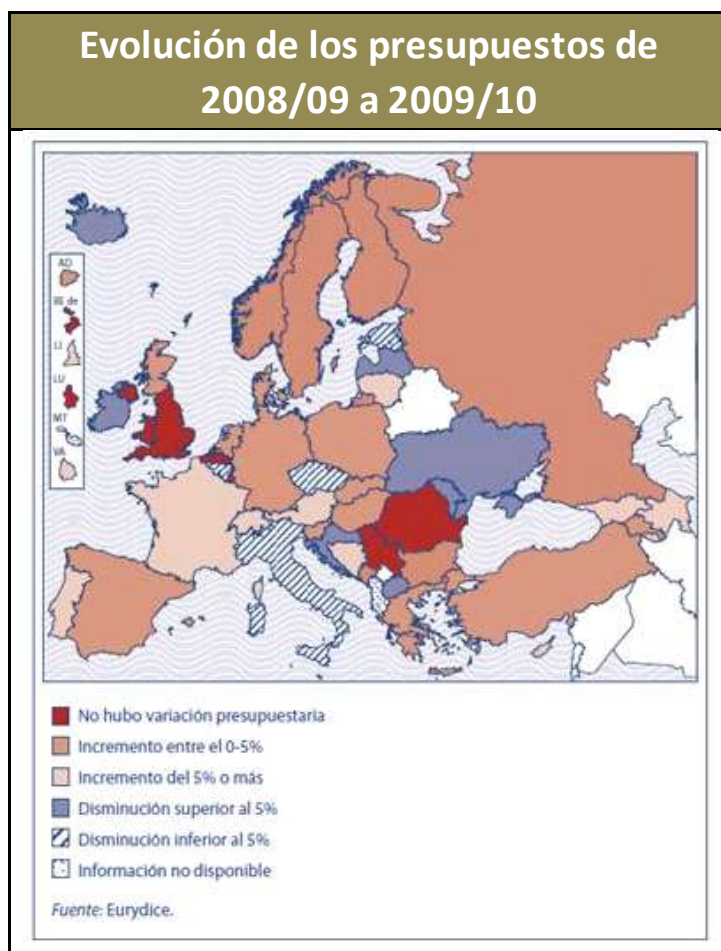 Evolución de los presupuestos de
2008/09 a 2009/10
AD
BE de
LI
LU
MT
VA
No hubo variación presupuestaria
Incremento entre el 0-5%
Incremento del 5% o más
Disminución superior al 5%
Disminución inferior al 5%
Información no disponible
Fuente: Eurydice.